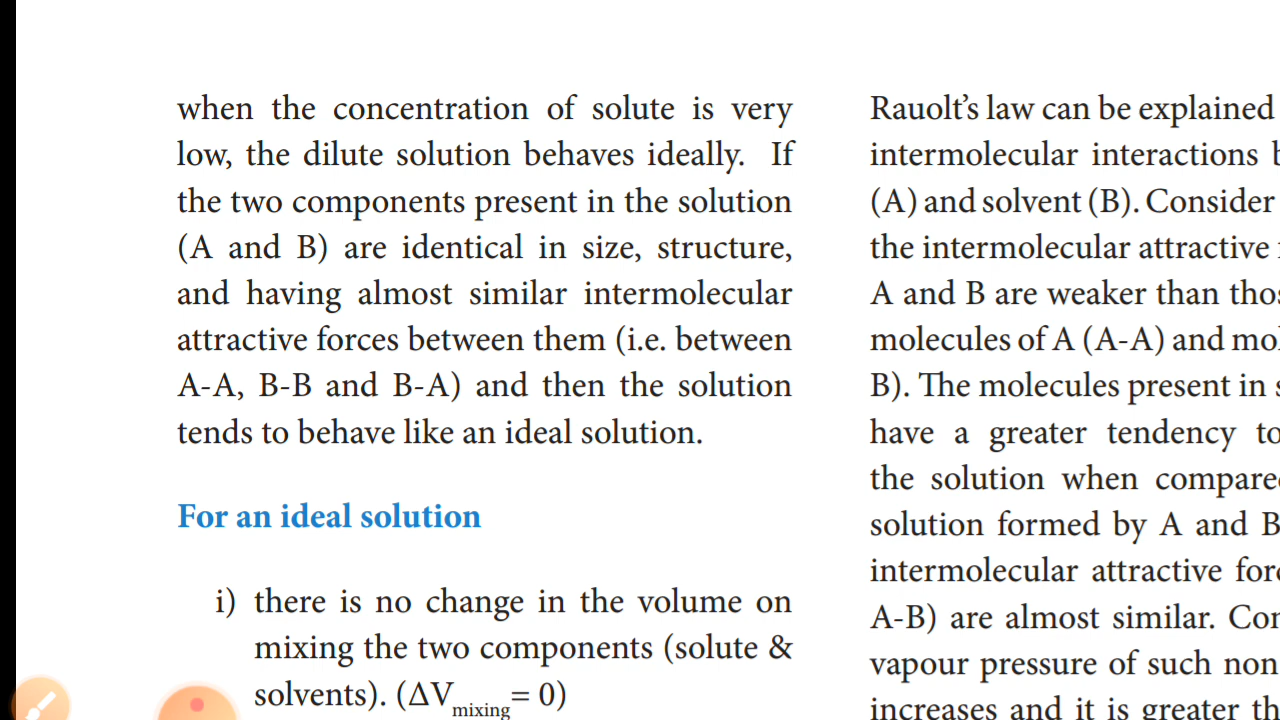 when the concentration of solute is very
low, the dilute solution behaves ideally. If
the two components present in the solution
(A and B) are identical in size, structure,
and having almost similar intermolecular
attractive forces between them (i.e. between
A-A, B-B and B-A) and then the solution
tends to behave like an ideal solution.
For an ideal solution
i) there is no change in the volume on
mixing the two components (solute &
solvents). (ΔVmixing= 0)
Rauolt's law can be explained
intermolecular interactions
(A) and solvent (B). Consider
the intermolecular attractive
A and B are weaker than
molecules of A (A-A) and
B). The molecules present in
have a greater tendency to
the solution when
solution formed by A and B
intermolecular attractive
A-B) are almost similar.
vapour pressure of such non
increases and it is greater